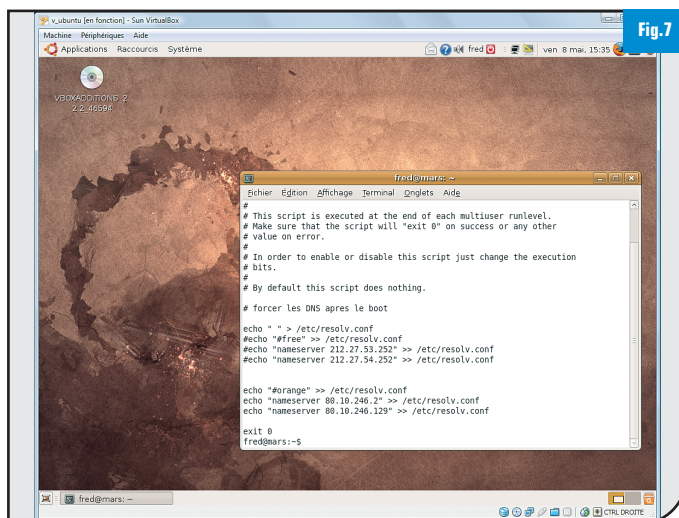 v_ubuntu [en fonction] - Sun VirtualBox
Fig.7
Machine Périphériques Aide
Applications Raccourcis Système
fred
ven 8 mai, 15:35
VBOXADDITIONS_2
2.2_46594
fred@mars: ~
Fichier Édition Affichage Terminal Onglets Aide
#
# This script is executed at the end of each multiuser runlevel.
# Make sure that the script will "exit 0" on success or any other
# value on error.
#
# In order to enable or disable this script just change the execution
# bits.
#
# By default this script does nothing.
# forcer les DNS apres le boot
echo " " > /etc/resolv.conf
#echo "#free" >> /etc/resolv.conf
#echo "nameserver 212.27.53.252" >> /etc/resolv.conf
#echo "nameserver 212.27.54.252" >> /etc/resolv.conf
echo "#orange" >> /etc/resolv.conf
echo "nameserver 80.10.246.2" >> /etc/resolv.conf
echo "nameserver 80.10.246.129" >> /etc/resolv.conf
exit 0
fred@mars:~$
fred@mars: ~
CTRL DROITE